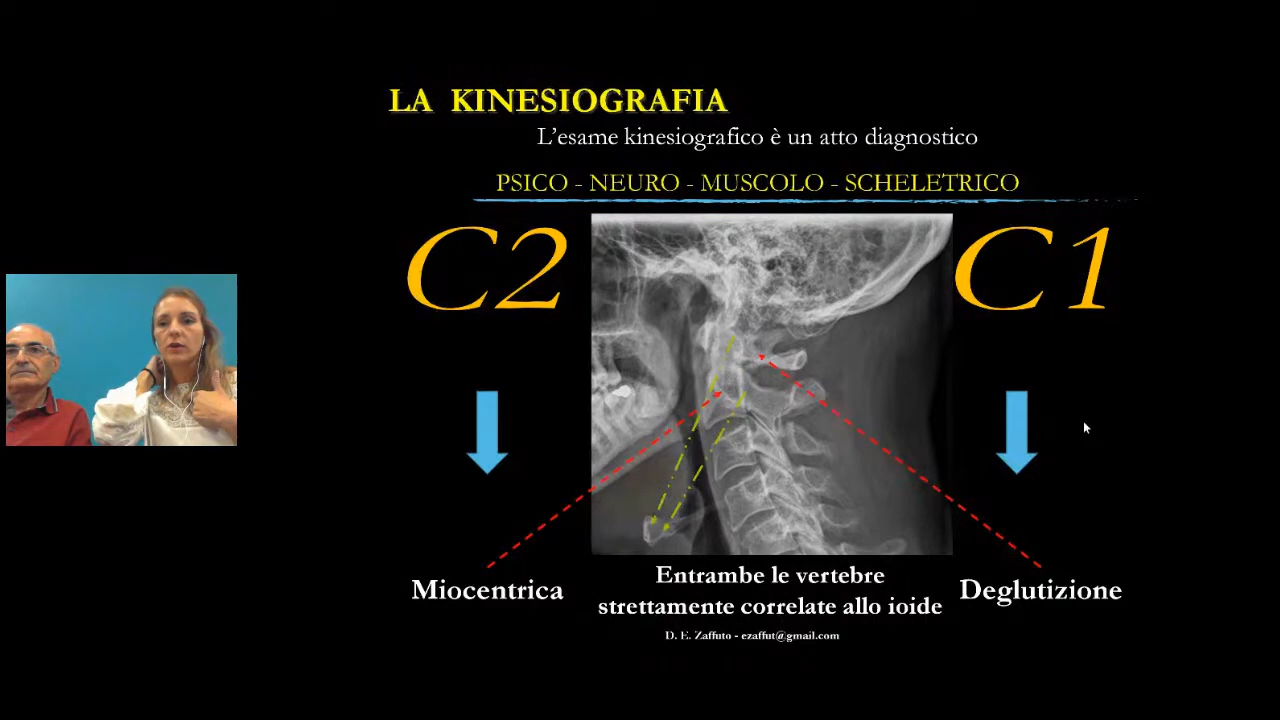 LA KINESIOGRAFIA
L’esame kinesiografico è un atto diagnostico
PSICO - NEURO - MUSCOLO - SCHELETRICO
C2
C1
Miocentrica
Entrambe le vertebre
strettamente correlate allo ioide
Deglutizione
D. E. Zaffuto - ezaffut@gmail.com